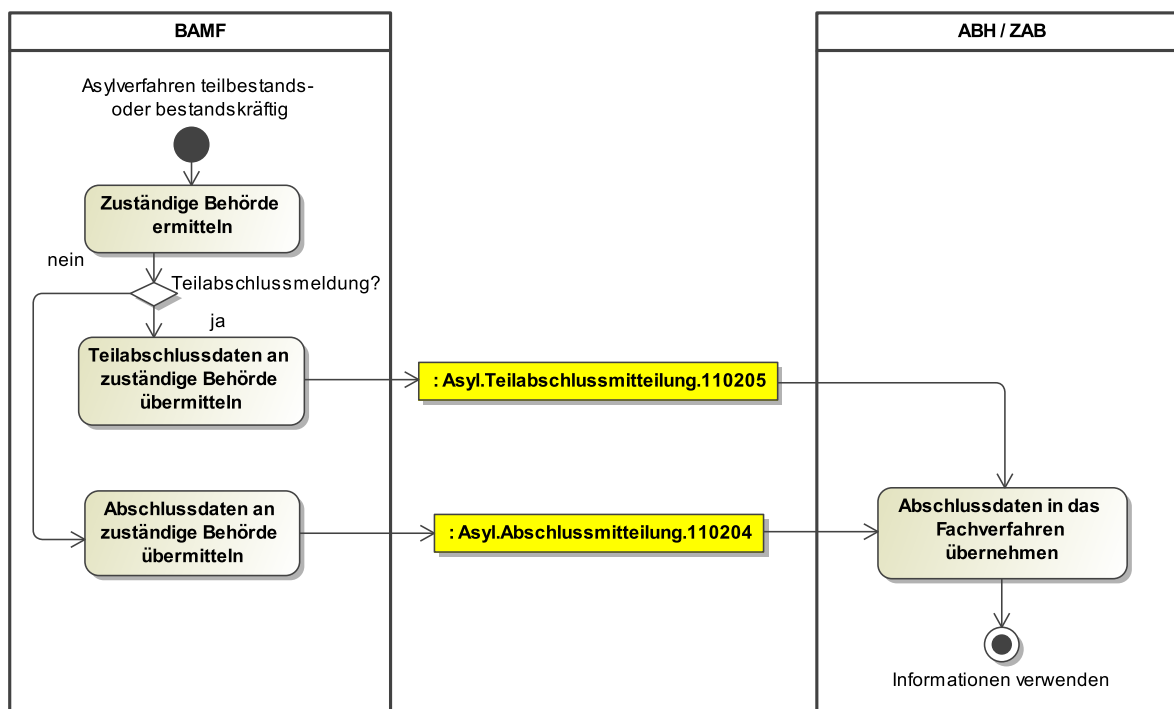 BAMF
ABH / ZAB
Asylverfahren teilbestands-
oder bestandskräftig
Zuständige Behörde
ermitteln
nein
Teilabschlussmeldung?
ja
Teilabschlussdaten an
zuständige Behörde
übermitteln
: Asyl.Teilabschlussmitteilung.110205
Abschlussdaten an
zuständige Behörde
übermitteln
: Asyl.Abschlussmitteilung.110204
Abschlussdaten in das
Fachverfahren
übernehmen
Informationen verwenden